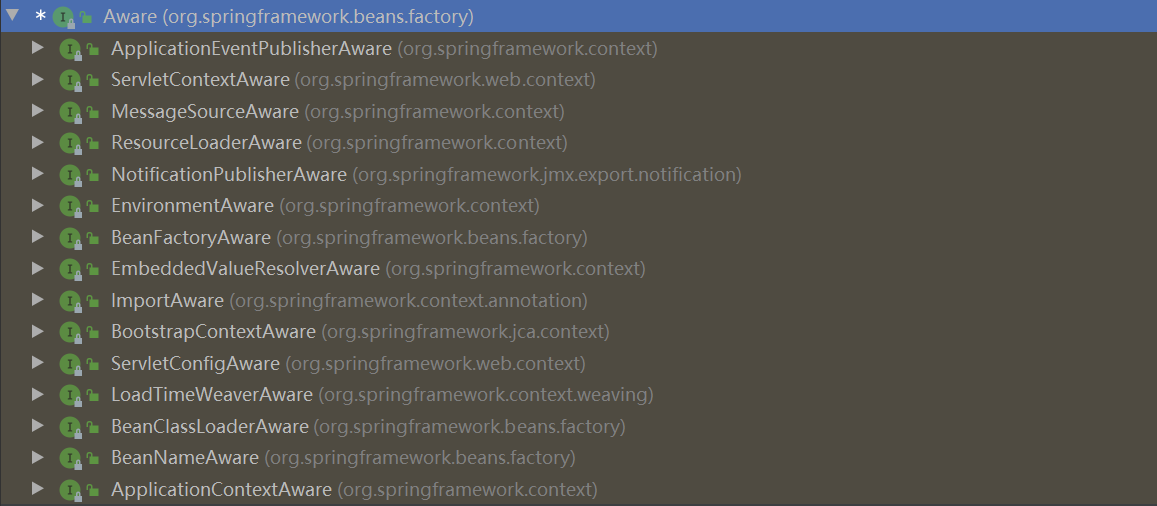 * Aware (org.springframework.beans.factory)
ApplicationEventPublisherAware (org.springframework.context)
ServletContextAware (org.springframework.web.context)
MessageSourceAware (org.springframework.context)
ResourceLoaderAware (org.springframework.context)
NotificationPublisherAware (org.springframework.jmx.export.notification)
EnvironmentAware (org.springframework.context)
BeanFactoryAware (org.springframework.beans.factory)
EmbeddedValueResolverAware (org.springframework.context)
ImportAware (org.springframework.context.annotation)
BootstrapContextAware (org.springframework.jca.context)
ServletConfigAware (org.springframework.web.context)
LoadTimeWeaverAware (org.springframework.context.weaving)
BeanClassLoaderAware (org.springframework.beans.factory)
BeanNameAware (org.springframework.beans.factory)
ApplicationContextAware (org.springframework.context)